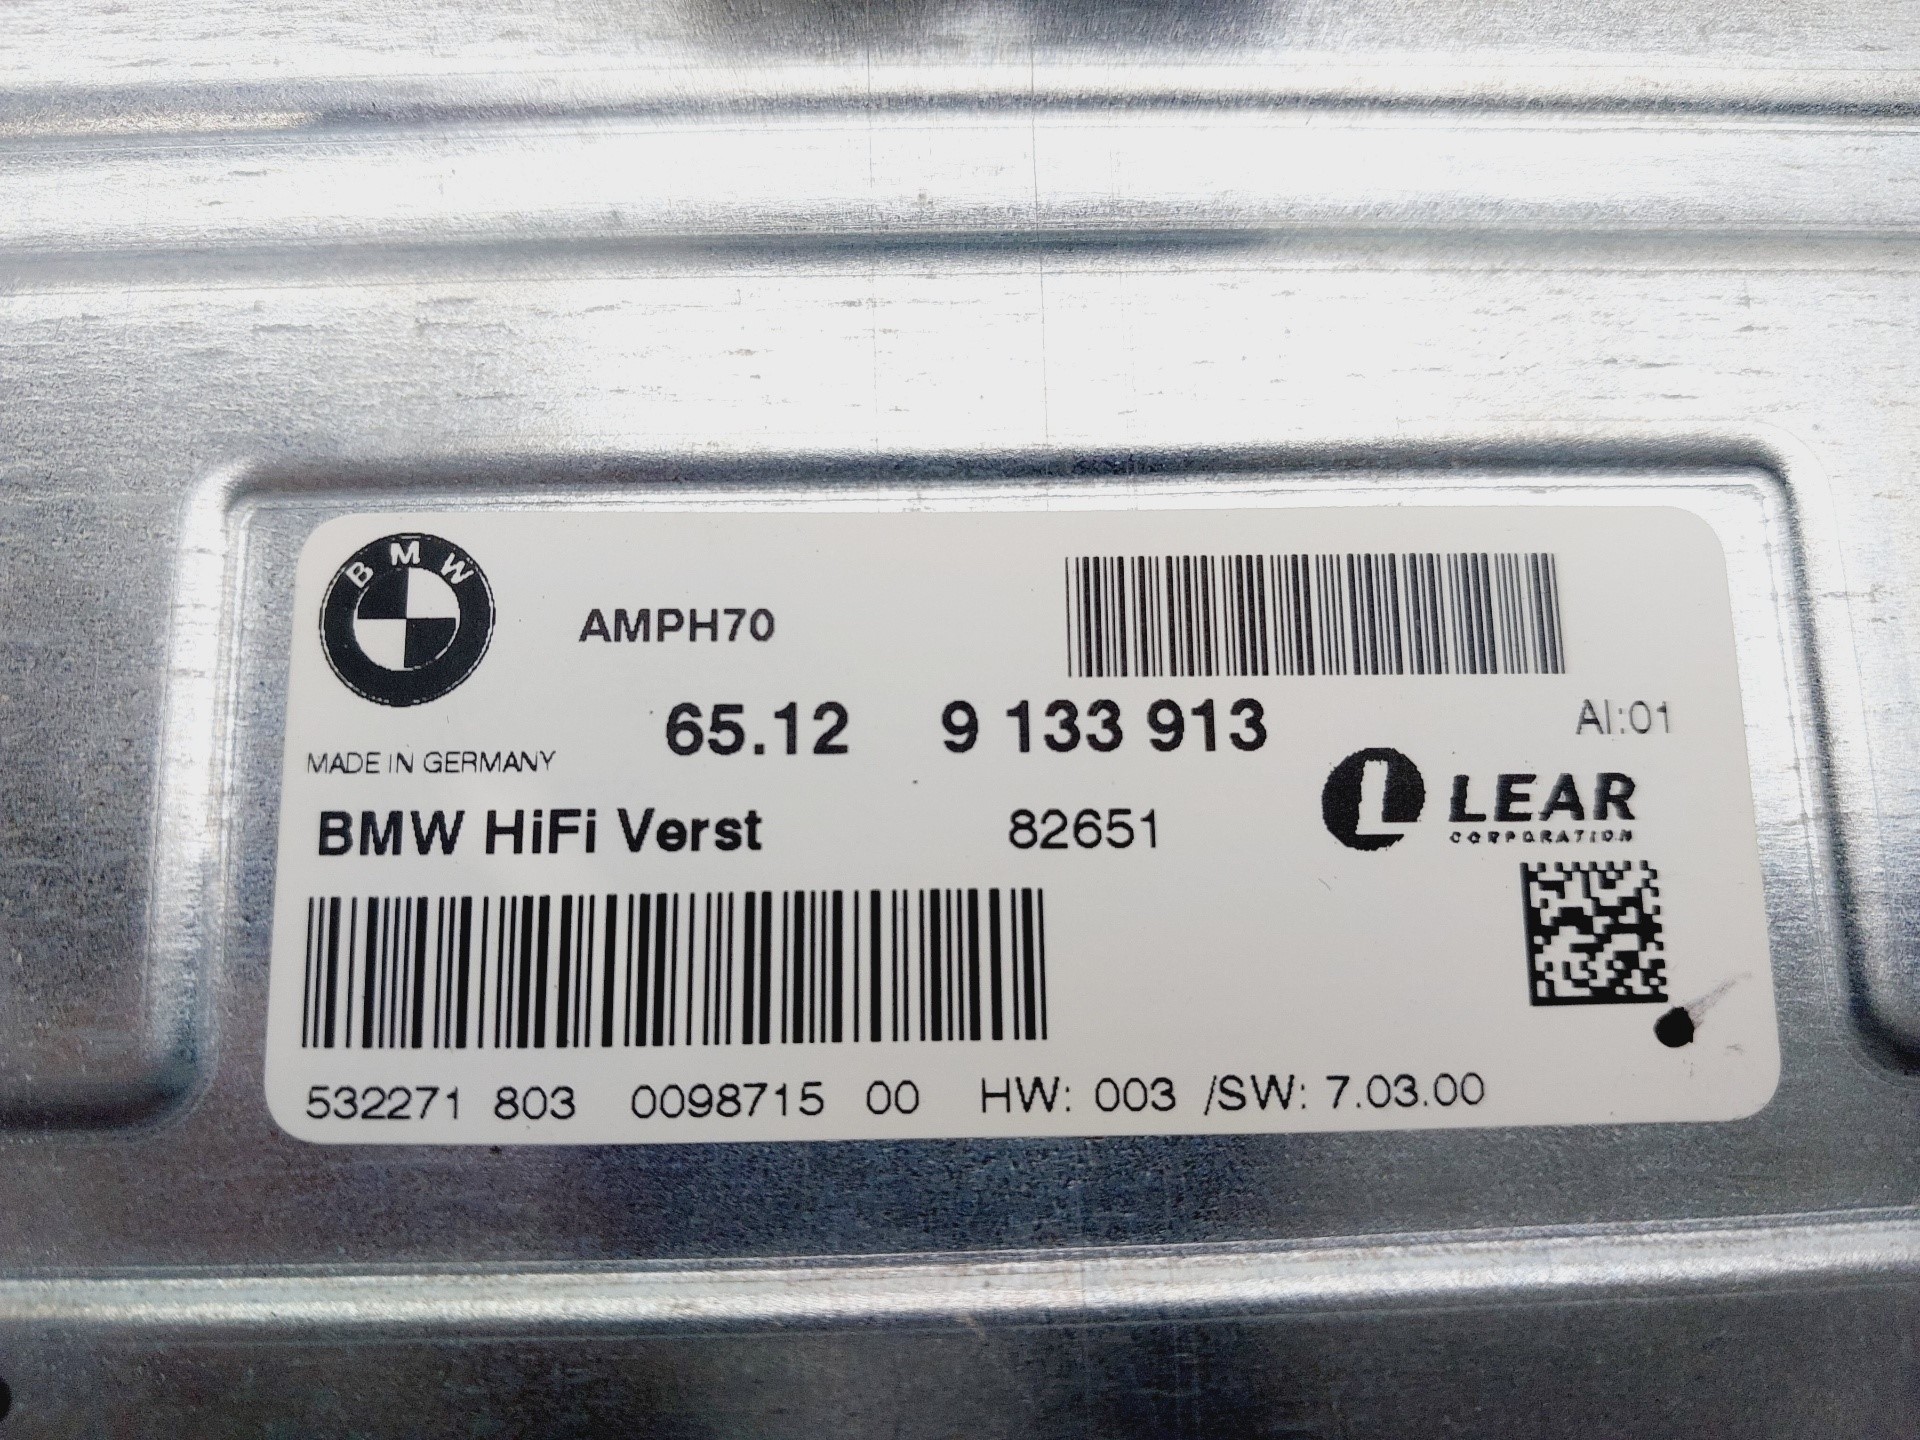 BMW
AMPH70
65.12 9 133 913
AI:01
MADE IN GERMANY
BMW HiFi Verst 82651
LEAR
CORPORATION
532271 803 0098715 00 HW: 003 /SW: 7.03.00